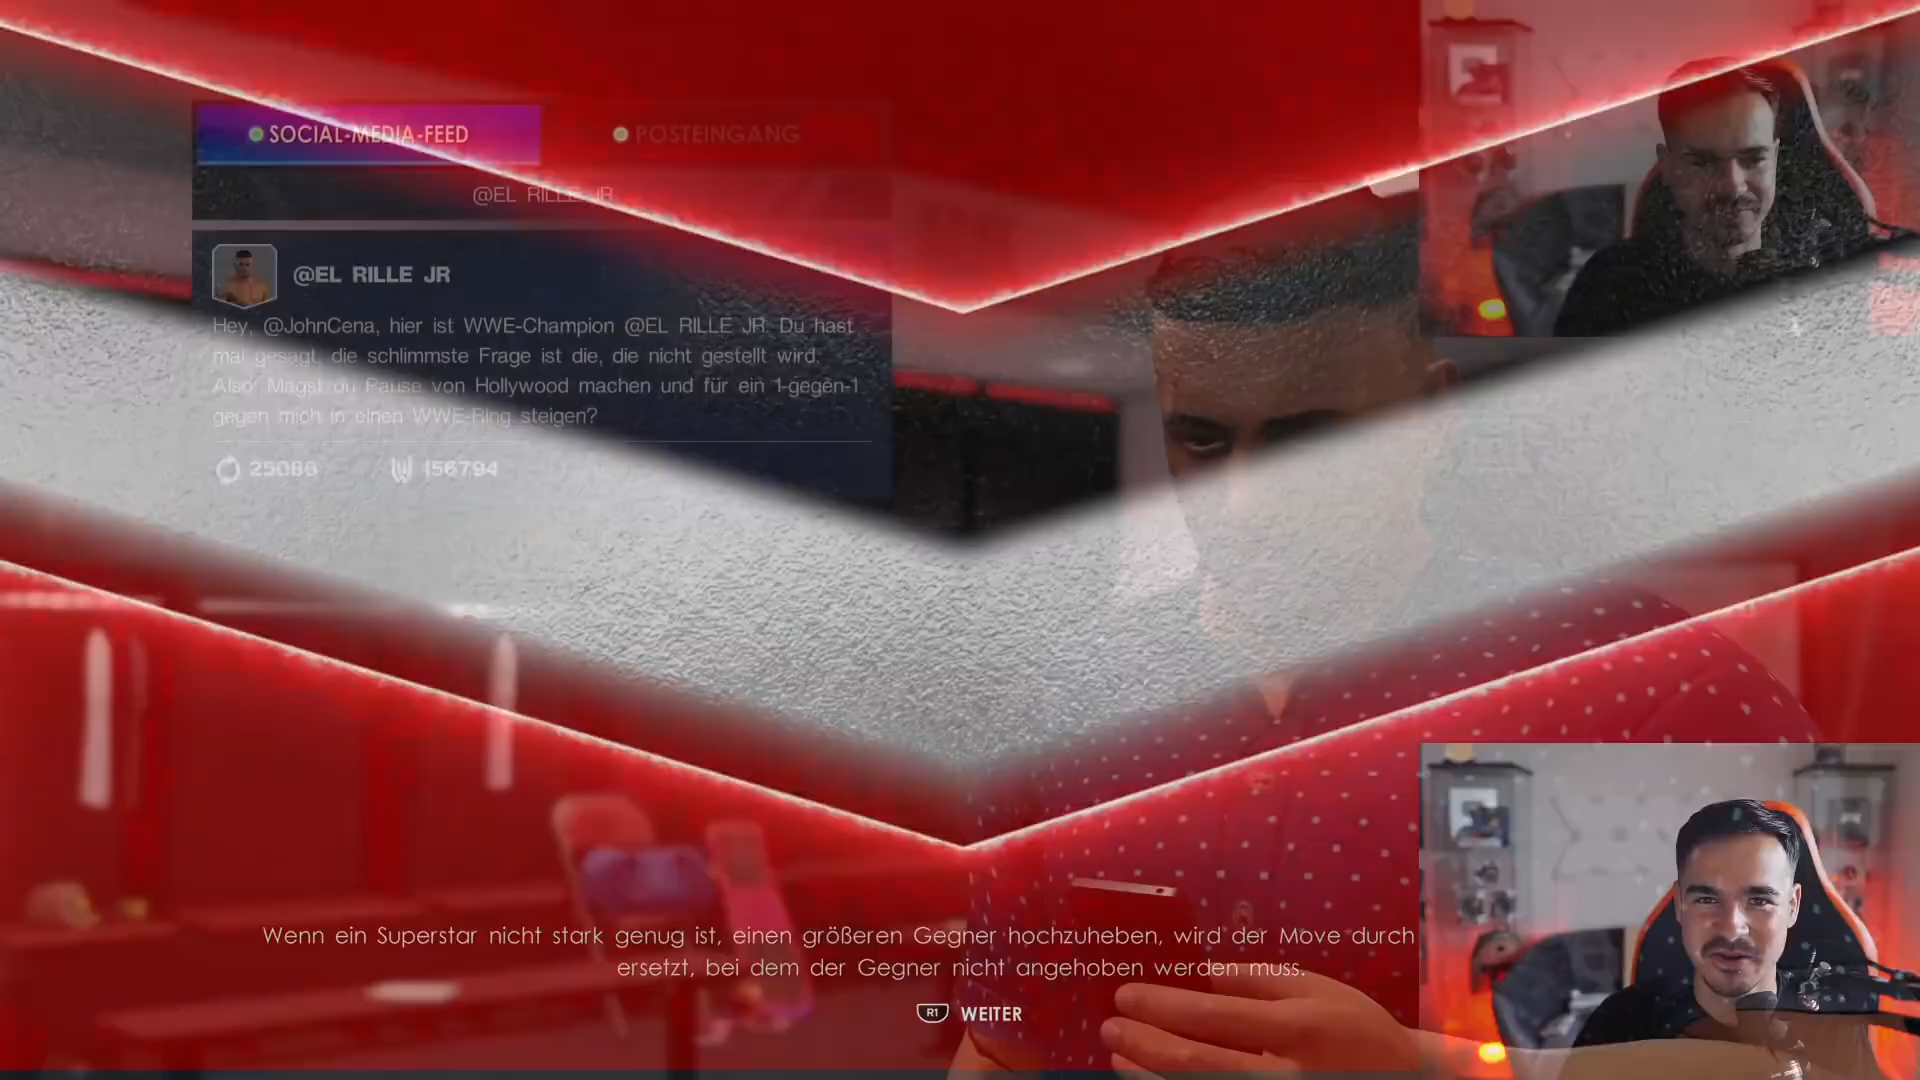 SOCIAL-MEDIA-FEED
POSTEINGANG
@EL RILLE JR
@EL RILLE JR
Hey, @JohnCena, hier ist WWE-Champion @EL RILLE JR. Du hast
mal gesagt, die schlimmste Frage ist die, die nicht gestellt wird.
Also: Magst du Pause von Hollywood machen und für ein 1-gegen-1
gegen mich in einen WWE-Ring steigen?
25086
156794
Wenn ein Superstar nicht stark genug ist, einen größeren Gegner hochzuheben, wird der Move durch
ersetzt, bei dem der Gegner nicht angehoben werden muss.
R1 WEITER